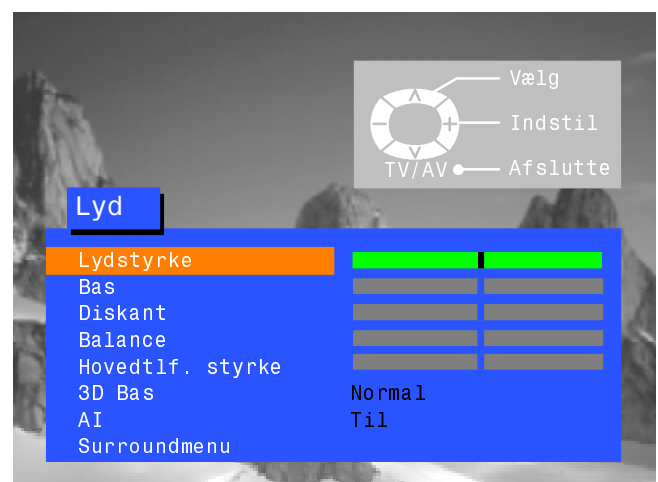 Vælg
Indstil
TV/AV Afslutte
Lyd
Lydstyrke
Bas
Diskant
Balance
Hovedtlf. styrke
3D Bas Normal
AI Til
Surroundmenu